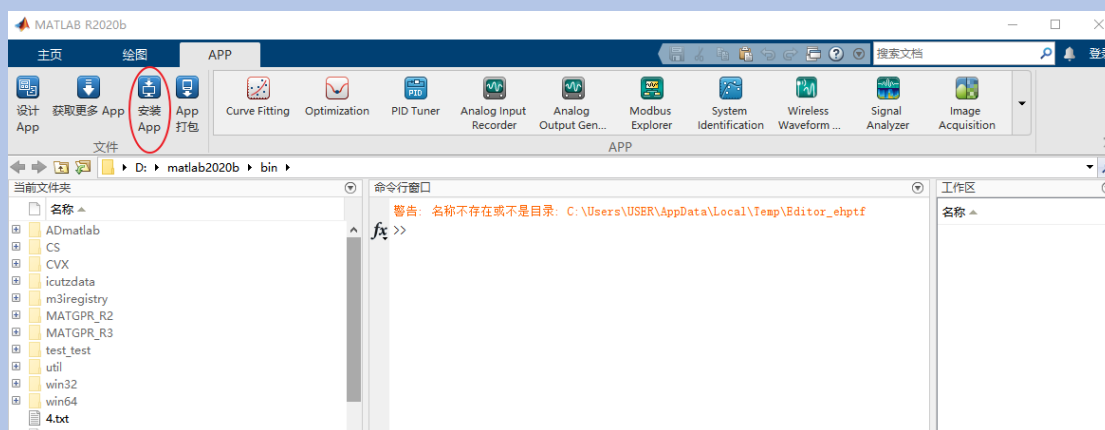 MATLAB R2020b
主页 绘图 APP
搜索文档
设计 App
获取更多 App
安装 App
App 打包
Curve Fitting
Optimization
PID Tuner
Analog Input Recorder
Analog Output Gen...
Modbus Explorer
System Identification
Wireless Waveform ...
Signal Analyzer
Image Acquisition
文件
APP
D: matlab2020b bin
当前文件夹
名称
ADmatlab
CS
CVX
icutzdata
m3iregistry
MATGPR_R2
MATGPR_R3
test_test
util
win32
win64
4.txt
命令行窗口
警告: 名称不存在或不是目录: C:\Users\USER\AppData\Local\Temp\Editor_ehptf
fx >>
工作区
名称